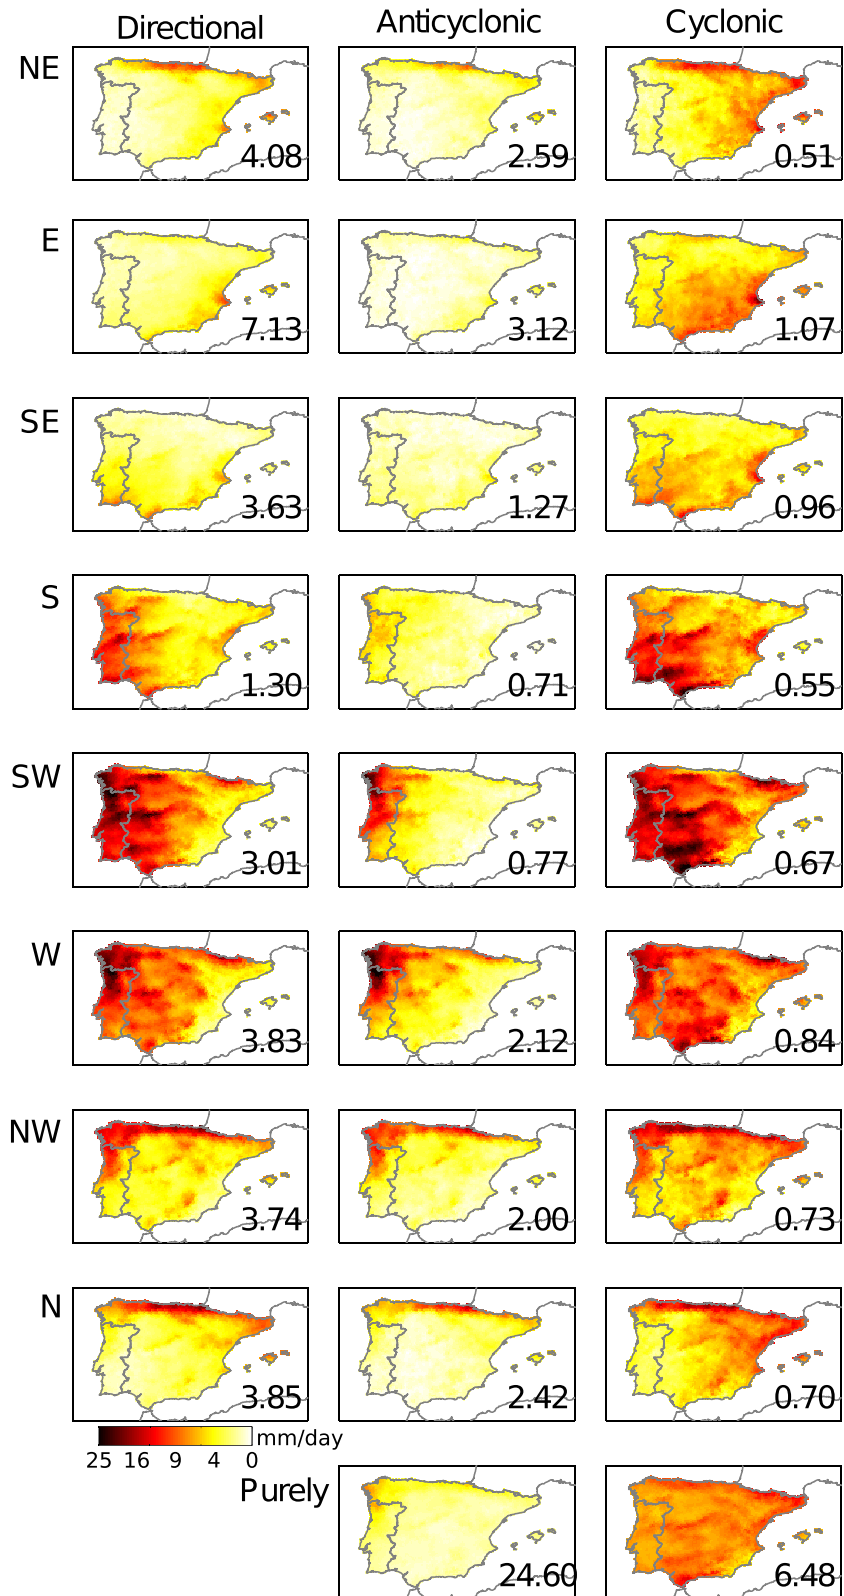 Directional Anticyclonic Cyclonic
NE 4.08 2.59 0.51
E 7.13 3.12 1.07
SE 3.63 1.27 0.96
S 1.30 0.71 0.55
SW 3.01 0.77 0.67
W 3.83 2.12 0.84
NW 3.74 2.00 0.73
N 3.85 2.42 0.70
mm/day
25 16 9 4 0
Purely 24.60 6.48